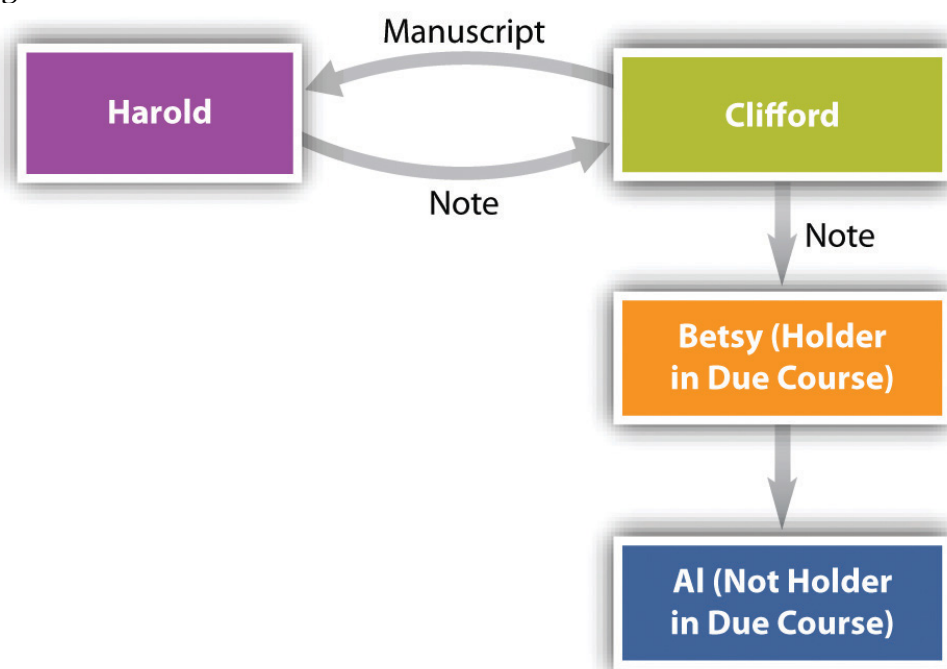 Manuscript
Harold
Clifford
Note
Note
Betsy (Holder
in Due Course)
Al (Not Holder
in Due Course)